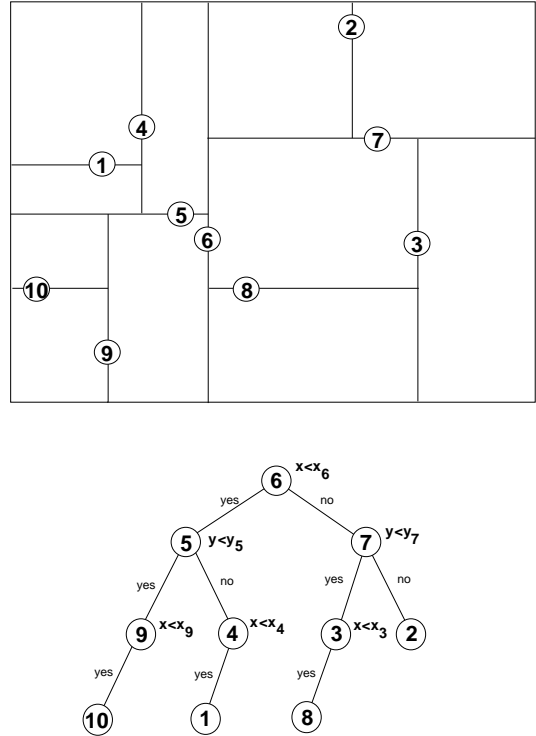 2
4
7
1
5
6
3
10
8
9
6 x<x6
yes no
5 y<y5 7 y<y7
yes no yes no
9 x<x9 4 x<x4 3 x<x3 2
yes yes yes
10 1 8